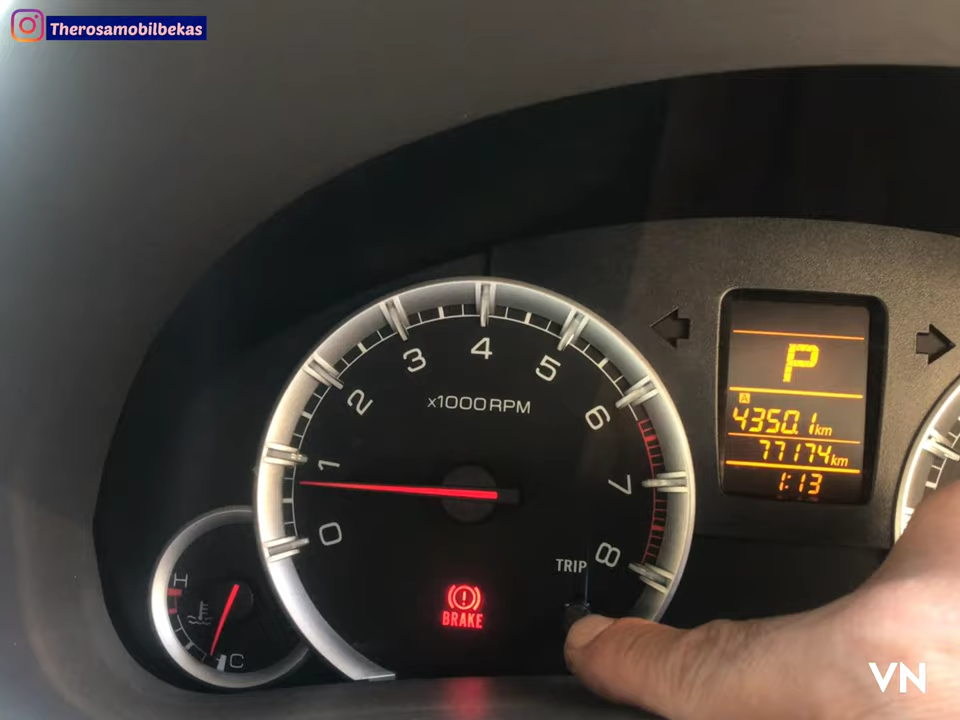 Therosamobilbekas
4
3
5
2
6
x1000RPM
P
A
4350.1km
1
7
77174km
1:13
0
8
TRIP
H
BRAKE
C
VN